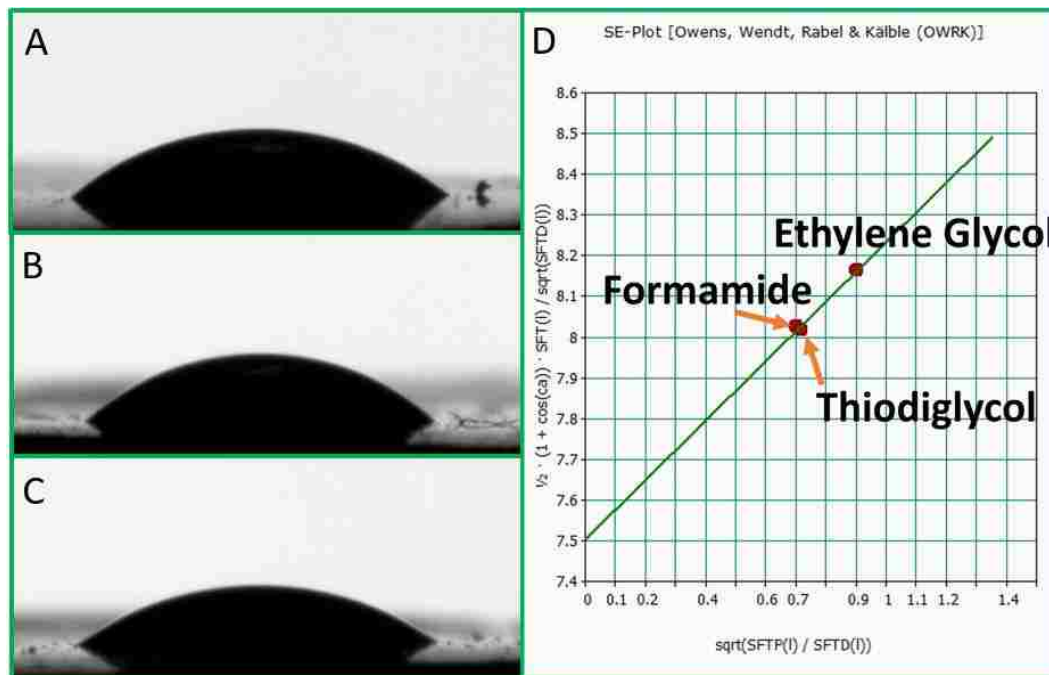 A
B
C
D
SE-Plot [Owens, Wendt, Rabel & Kälble (OWRK)]
½ · (1 + cos(ca)) · SFT(l) / sqrt(SFTD(l))
8.6
8.5
8.4
8.3
8.2
8.1
8
7.9
7.8
7.7
7.6
7.5
7.4
Ethylene Glycol
Formamide
Thiodiglycol
0 0.1 0.2 0.4 0.6 0.7 0.9 1 1.1 1.2 1.4
sqrt(SFTP(l) / SFTD(l))